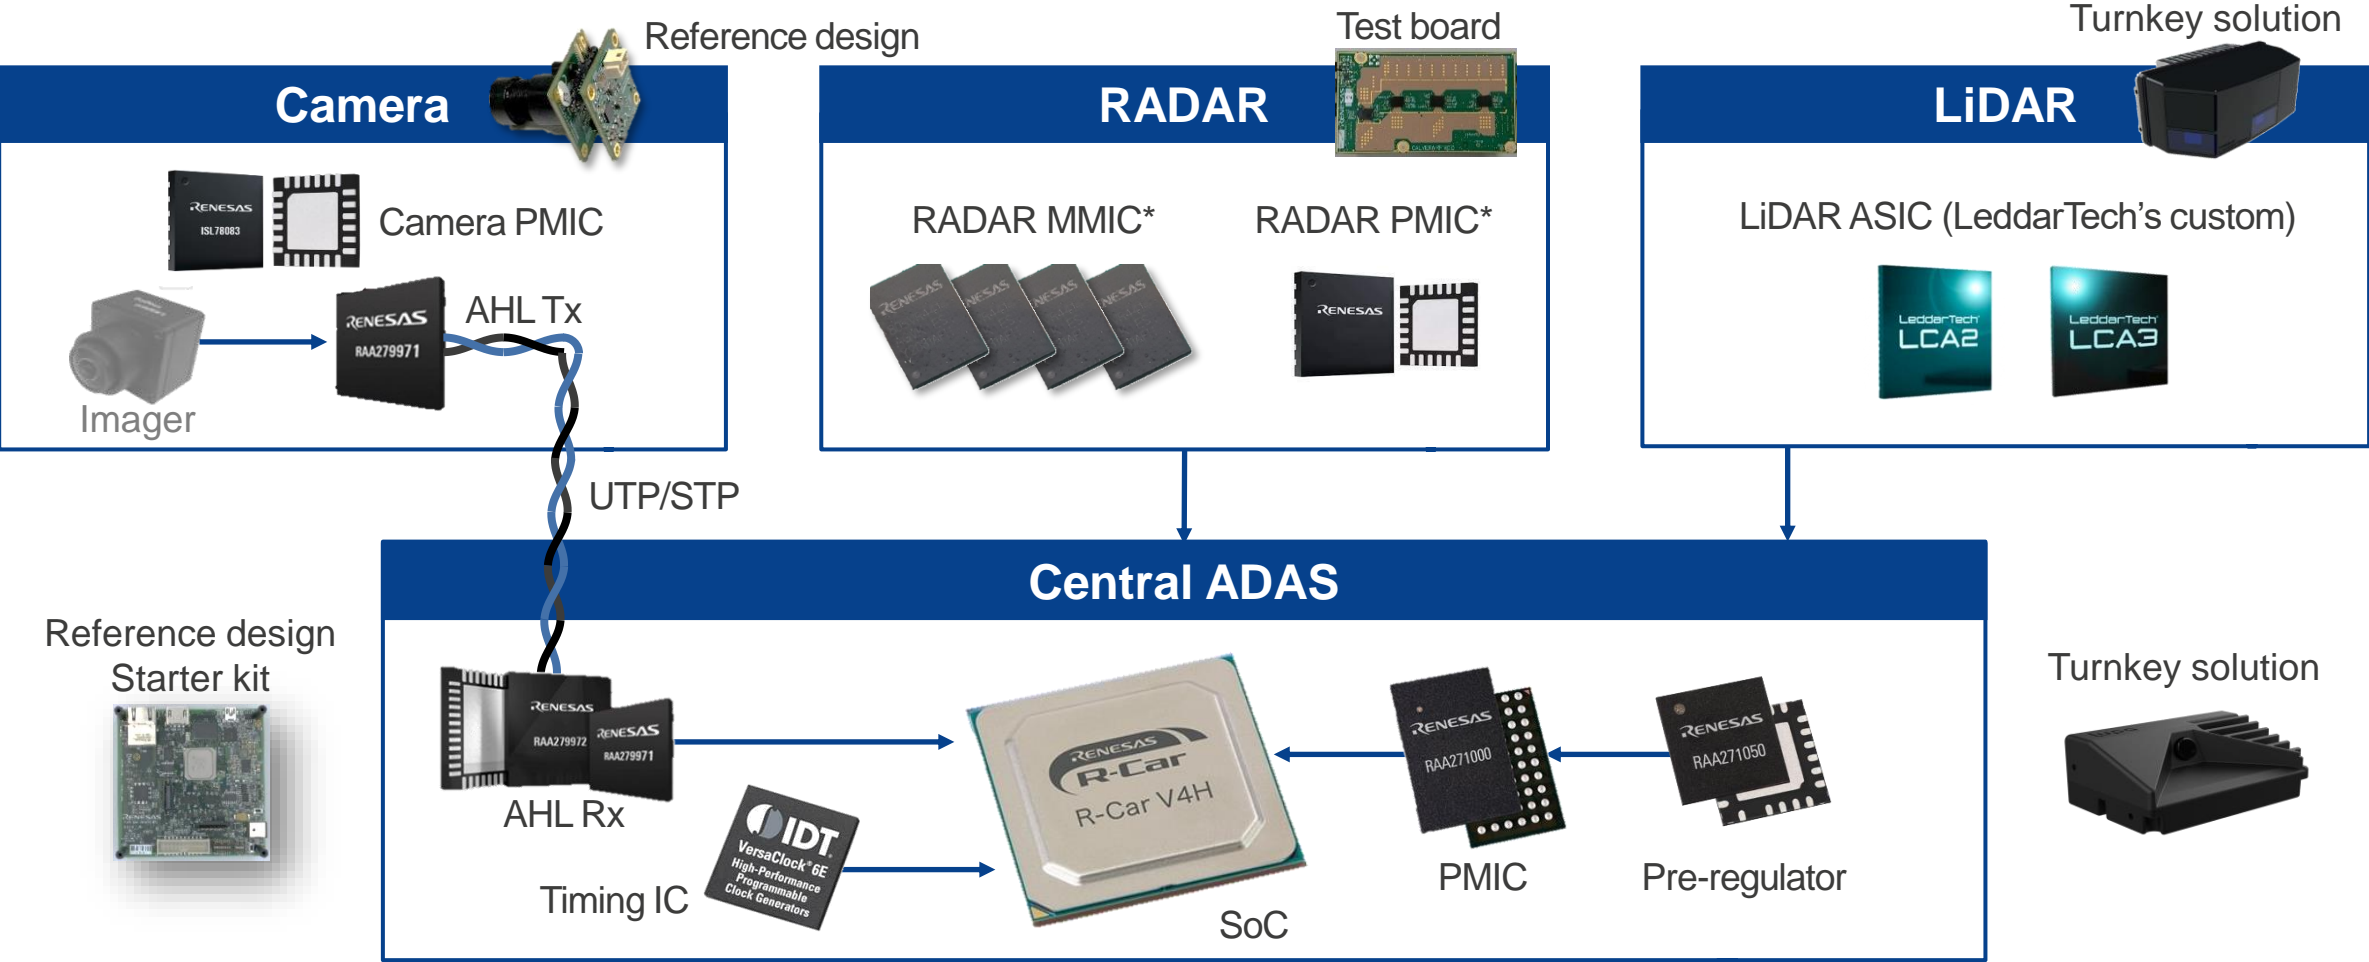 Reference design
Test board
Turnkey solution
Camera
RADAR
LiDAR
RENESAS
ISL78083
Camera PMIC
RENESAS
RAA279971
AHL Tx
Imager
UTP/STP
RADAR MMIC*
RADAR PMIC*
RENESAS
RENESAS
LiDAR ASIC (LeddarTech's custom)
LeddarTech
LCA2
LeddarTech
LCA3
Central ADAS
Reference design
Starter kit
RENESAS
RAA279972
RENESAS
RAA279971
AHL Rx
IDT
VersaClock® 6E
High-Performance
Programmable
Clock Generators
Timing IC
RENESAS
R-Car
R-Car V4H
SoC
RENESAS
RAA271000
PMIC
RENESAS
RAA271050
Pre-regulator
Turnkey solution